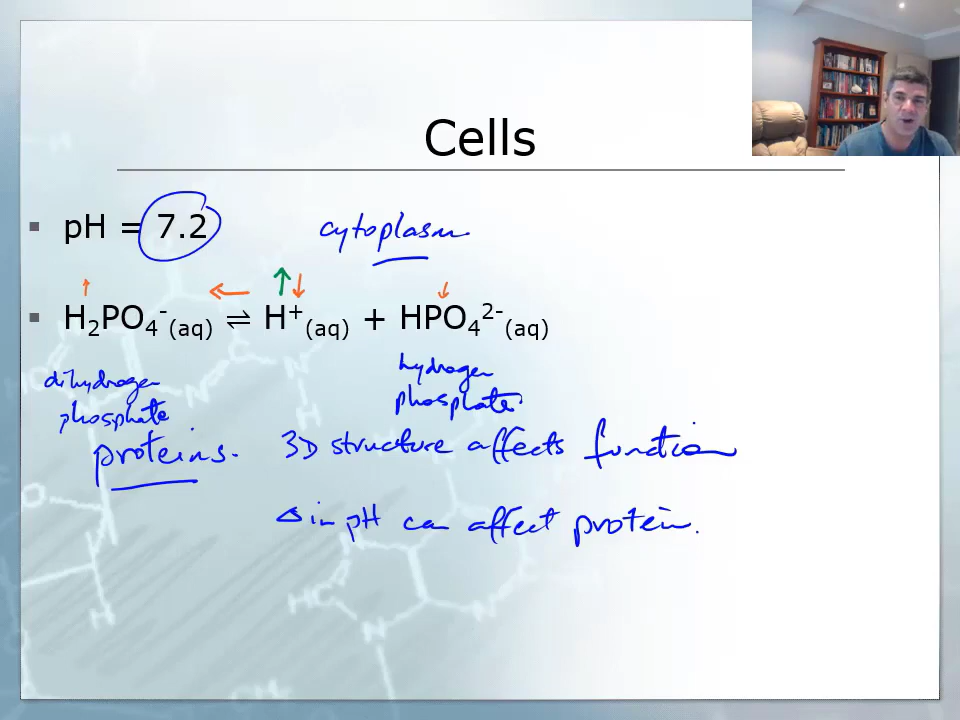 Cells
pH = 7.2 cytoplasm
H₂PO₄⁻(aq) ⇌ H⁺(aq) + HPO₄²⁻(aq)
dihydrogen phosphate
hydrogen phosphate
proteins. 3D structure affects function
Δ in pH can affect protein.